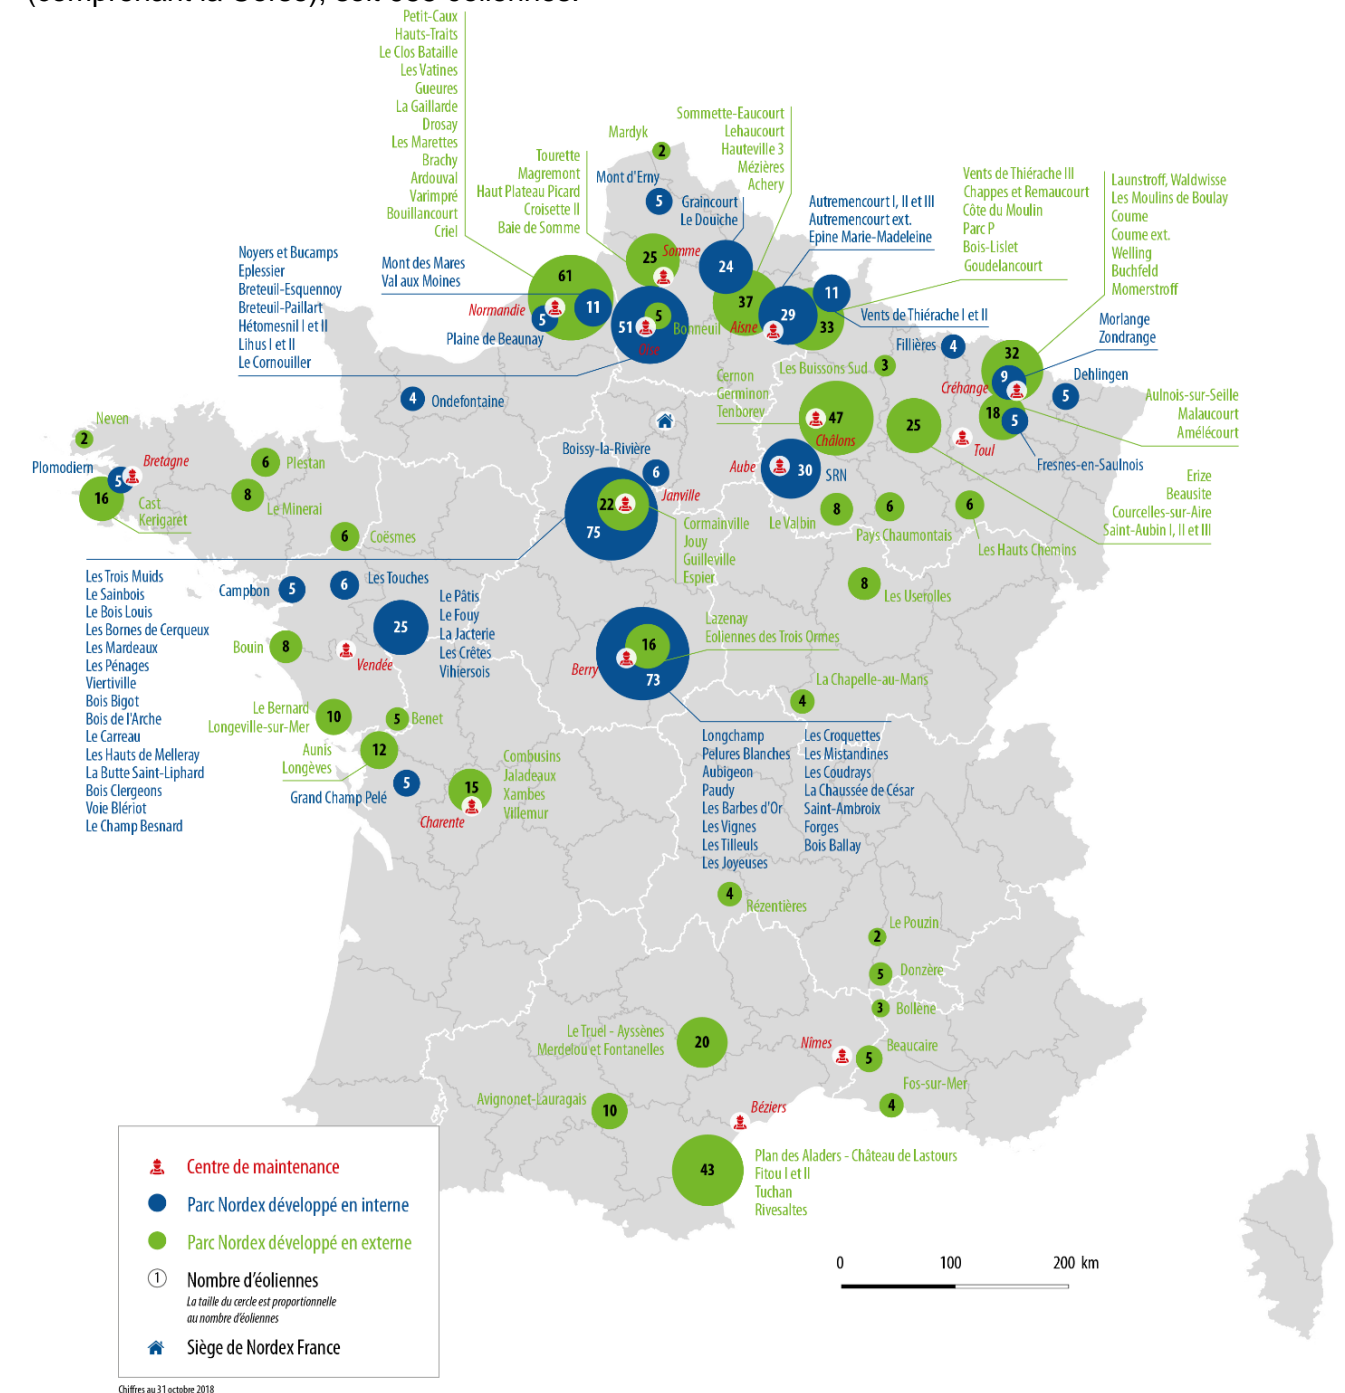 Petit-Caux
Hauts-Traits
Le Clos Bataille
Les Vatines
Gueures
La Gaillarde
Drosay
Les Marettes
Brachy
Ardouval
Varimpré
Bouillancourt
Criel
61
Tourette
Magremont
Haut Plateau Picard
Croisette II
Baie de Somme
25
Somme
Mardyk
2
Mont d'Erny
5
Graincourt
Le Douiche
24
Sommette-Eaucourt
Lehaucourt
Hauteville 3
Mézières
Achery
37
Autremencourt I, II et III
Autremencourt ext.
Epine Marie-Madeleine
29
Aisne
Vents de Thiérache III
Chappes et Remaucourt
Côte du Moulin
Parc P
Bois-Lislet
Goudelancourt
33
11
Vents de Thiérache I et II
Launstroff, Waldwisse
Les Moulins de Boulay
Coume
Coume ext.
Welling
Buchfeld
Momerstroff
32
Morlange
Zondrange
9
Créhange
Fillières
4
Dehlingen
5
Aulnois-sur-Seille
Malaucourt
Amélécourt
18
5
Fresnes-en-Saulnois
Toul
Noyers et Bucamps
Eplessier
Breteuil-Esquennoy
Breteuil-Paillart
Hétomesnil I et II
Lihus I et II
Le Cornouiller
51
Oise
5
Bonneuil
Mont des Mares
Val aux Moines
11
Normandie
5
Plaine de Beaunay
4
Ondefontaine
Les Buissons Sud
3
Cernon
Germinon
Tenborev
47
Châlons
25
Erize
Beausite
Courcelles-sur-Aire
Saint-Aubin I, II et III
Aube
30
SRN
Le Valbin
8
6
Pays Chaumontais
6
Les Hauts Chemins
8
Les Userolles
Neven
2
Plomodiern
5
Bretagne
16
Cast
Kerigaret
6
Plestan
8
Le Minerai
6
Coësmes
Boissy-la-Rivière
6
Janville
22
75
Cormainville
Jouy
Guilleville
Espier
Les Trois Muids
Le Sainbois
Le Bois Louis
Les Bornes de Cerqueux
Les Mardeaux
Les Pénages
Viertiville
Bois Bigot
Bois de l'Arche
Le Carreau
Les Hauts de Melleray
La Butte Saint-Liphard
Bois Clergeons
Voie Blériot
Le Champ Besnard
Campbon
5
6
Les Touches
25
Le Pâtis
Le Fouy
La Jacterie
Les Crêtes
Vihiersois
Bouin
8
Vendée
Le Bernard
Longeville-sur-Mer
10
5
Benet
Aunis
Longèves
12
Grand Champ Pelé
5
15
Charente
Combusins
Jaladeaux
Xambes
Villemur
Lazenay
Eoliennes des Trois Ormes
16
Berry
73
La Chapelle-au-Mans
4
Longchamp
Pelures Blanches
Aubigeon
Paudy
Les Barbes d'Or
Les Vignes
Les Tilleuls
Les Joyeuses
Les Croquettes
Les Mistandines
Les Coudrays
La Chaussée de César
Saint-Ambroix
Forges
Bois Ballay
4
Rézentières
Le Pouzin
2
5
Donzère
3
Bollène
Nîmes
Beaucaire
5
Fos-sur-Mer
4
Le Truel - Ayssènes
Merdelou et Fontanelles
20
Avignonet-Lauragais
10
Béziers
43
Plan des Aladers - Château de Lastours
Fitou I et II
Tuchan
Rivesaltes
Centre de maintenance
Parc Nordex développé en interne
Parc Nordex développé en externe
1
Nombre d'éoliennes
La taille du cercle est proportionnelle
au nombre d'éoliennes
Siège de Nordex France
0 100 200 km
Chiffres au 31 octobre 2018